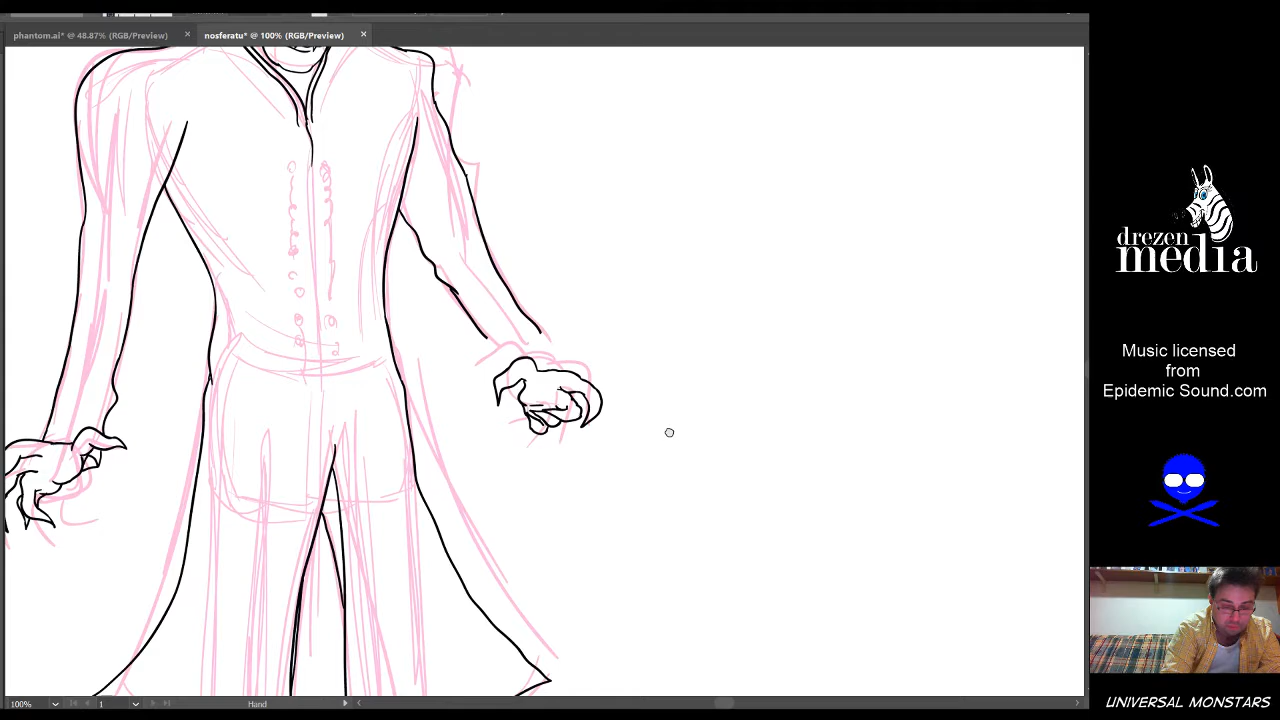 phantom.ai* @ 48.87% (RGB/Preview) ×
nosferatu* @ 100% (RGB/Preview) ×
drezen
media
Music licensed
from
Epidemic Sound.com
100% 1 Hand
UNIVERSAL MONSTARS